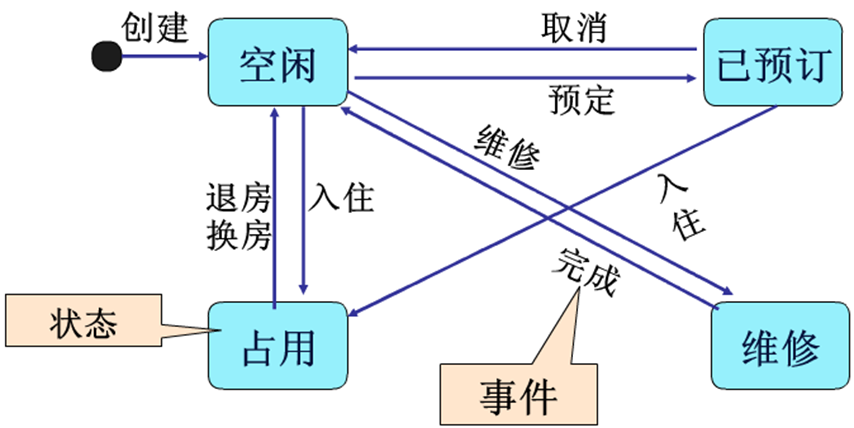 创建
空闲
取消
预定
已预订
维修
入住
退房
换房
入住
完成
状态
占用
事件
维修